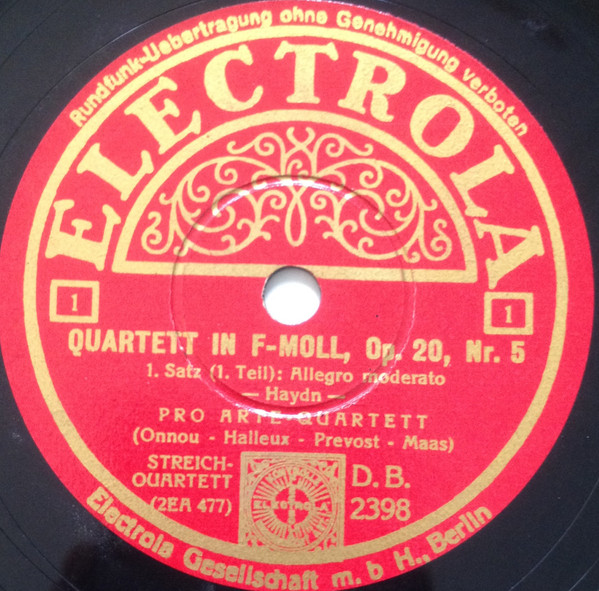 Rundfunk-Uebertragung ohne Genehmigung verboten
ELECTROLA
1
1
QUARTETT IN F-MOLL, Op. 20, Nr. 5
1. Satz (1. Teil): Allegro moderato
— Haydn —
PRO ARTE-QUARTETT
(Onnou - Halleux - Prevost - Maas)
STREICH-
QUARTETT
(2EA 477)
ELECTROLA
D.B.
2398
Electrola Gesellschaft m. b H., Berlin